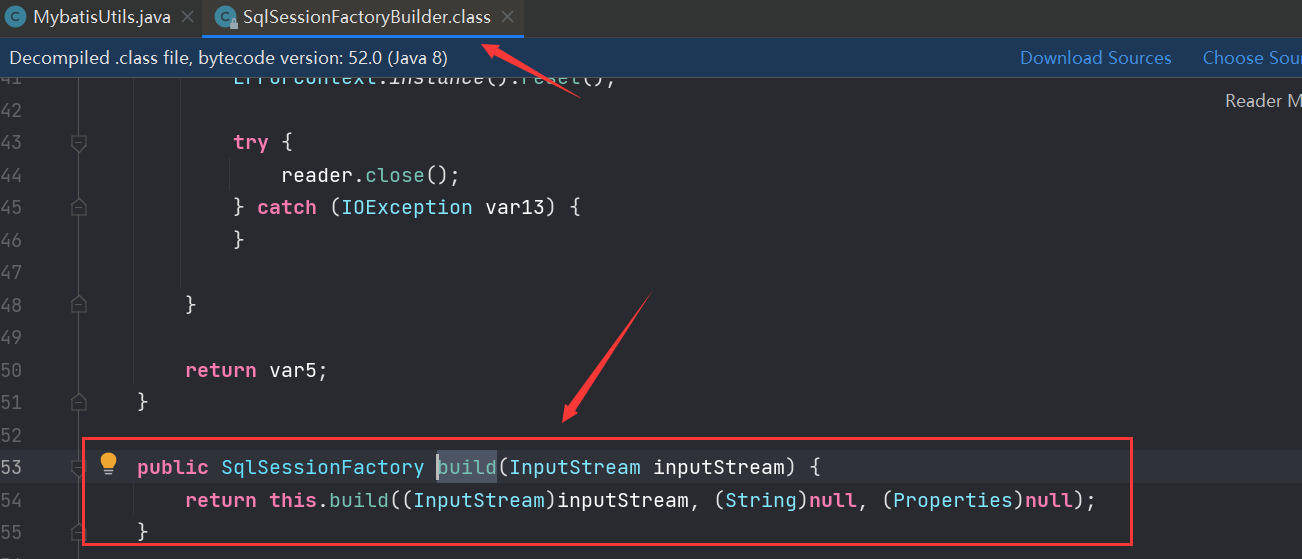 MybatisUtils.java SqlSessionFactoryBuilder.class
Decompiled .class file, bytecode version: 52.0 (Java 8) Download Sources Choose Sou
41 ErrorContext.instance().reset();
42
43 try {
44 reader.close();
45 } catch (IOException var13) {
46 }
47
48 }
49
50 return var5;
51 }
52
53 public SqlSessionFactory build(InputStream inputStream) {
54 return this.build((InputStream)inputStream, (String)null, (Properties)null);
55 }
Reader M